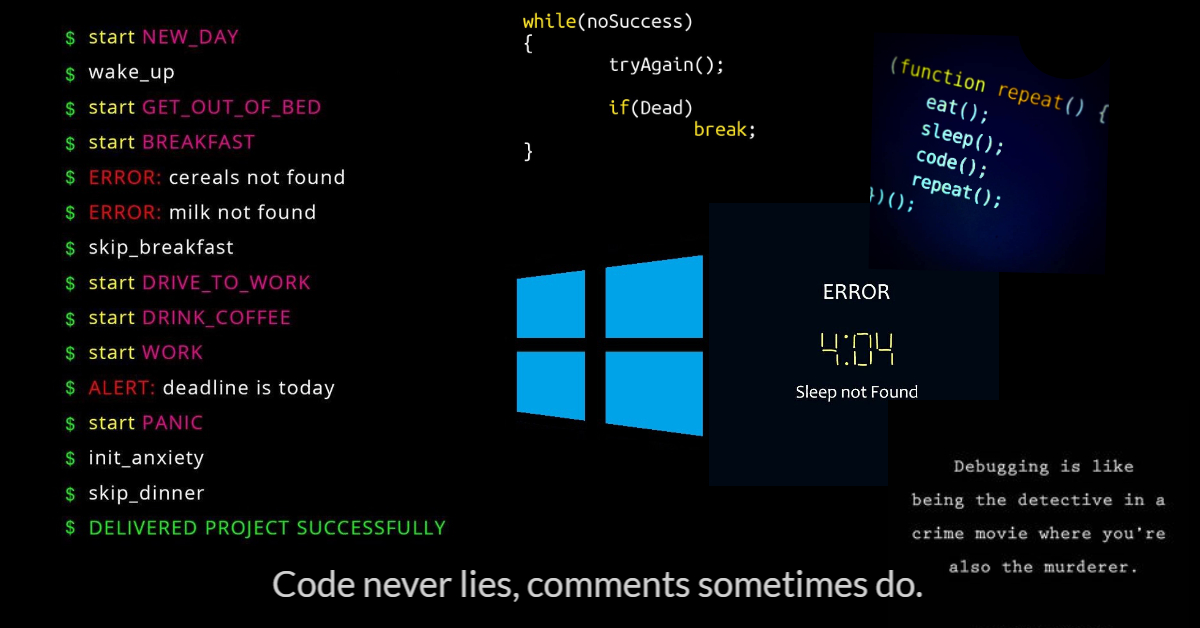 $ start NEW_DAY
$ wake_up
$ start GET_OUT_OF_BED
$ start BREAKFAST
$ ERROR: cereals not found
$ ERROR: milk not found
$ skip_breakfast
$ start DRIVE_TO_WORK
$ start DRINK_COFFEE
$ start WORK
$ ALERT: deadline is today
$ start PANIC
$ init_anxiety
$ skip_dinner
$ DELIVERED PROJECT SUCCESSFULLY
while(noSuccess)
{
tryAgain();
if(Dead)
break;
}
(function repeat() {
eat();
sleep();
code();
repeat();
})();
ERROR
4:04
Sleep not Found
Debugging is like
being the detective in a
crime movie where you're
also the murderer.
Code never lies, comments sometimes do.